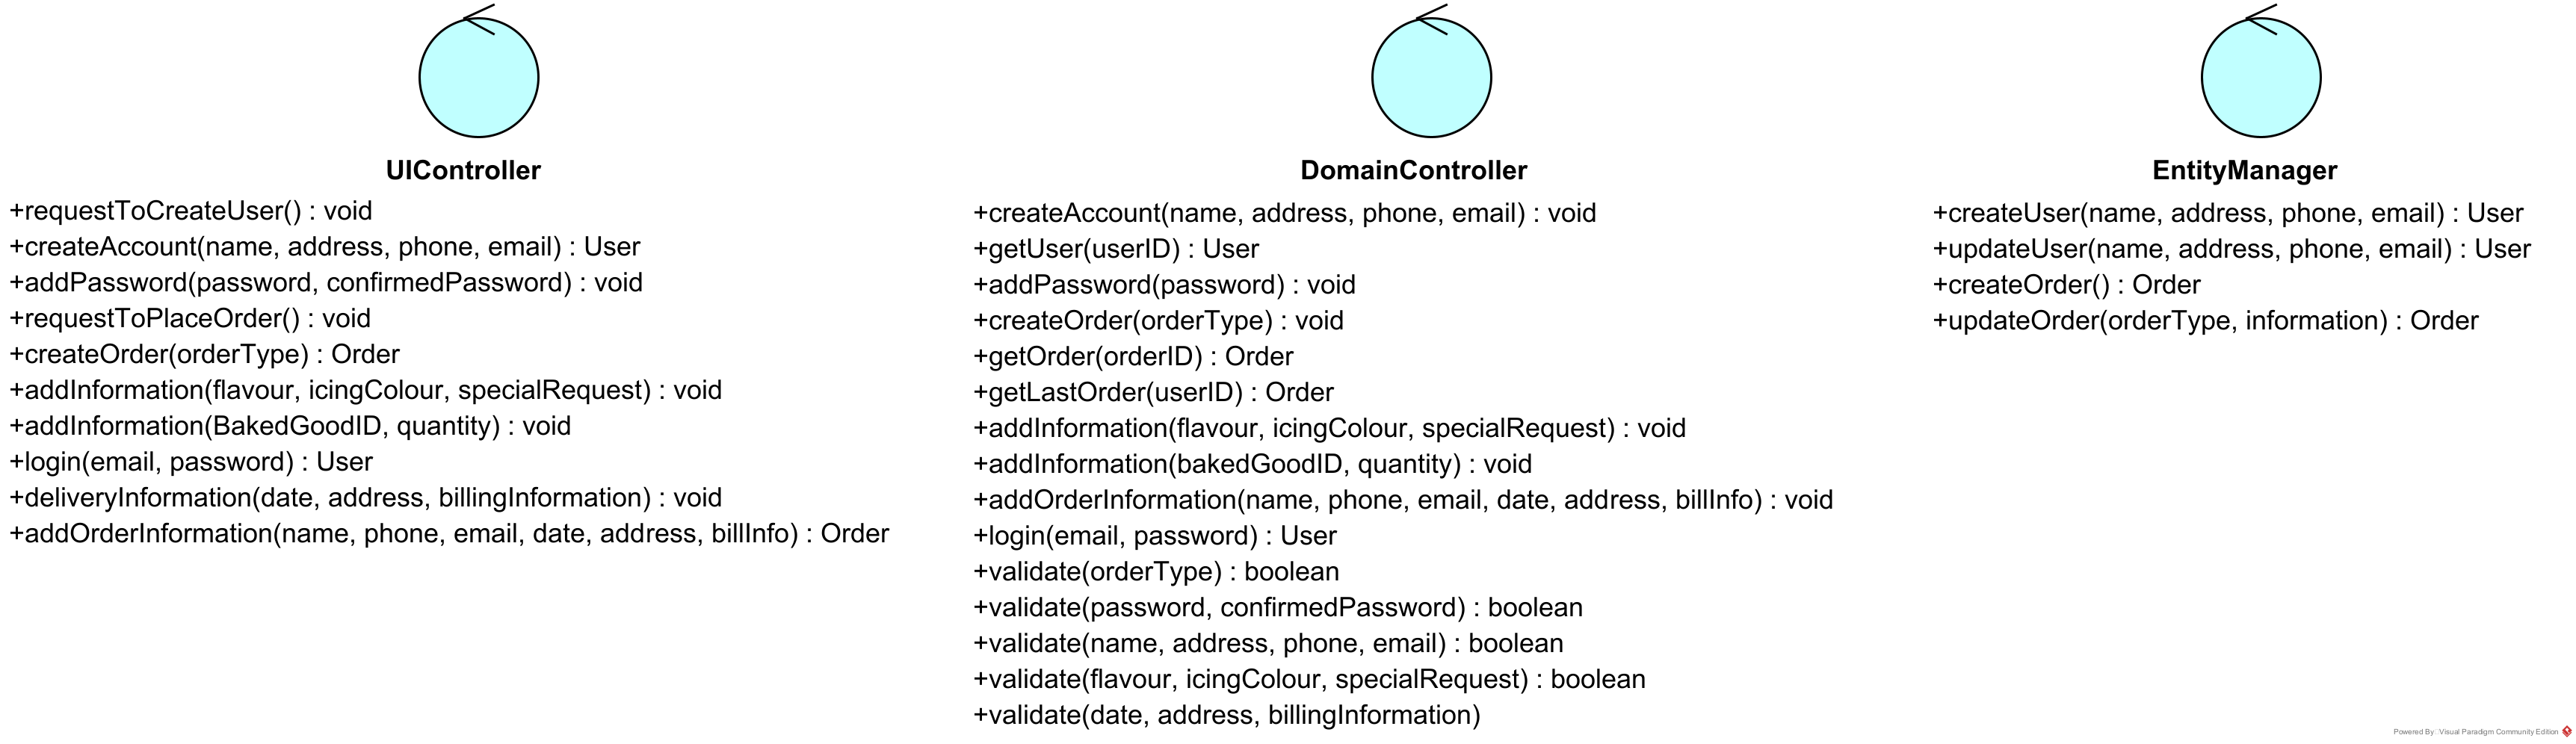 UIController
+requestToCreateUser() : void
+createAccount(name, address, phone, email) : User
+addPassword(password, confirmedPassword) : void
+requestToPlaceOrder() : void
+createOrder(orderType) : Order
+addInformation(flavour, icingColour, specialRequest) : void
+addInformation(BakedGoodID, quantity) : void
+login(email, password) : User
+deliveryInformation(date, address, billingInformation) : void
+addOrderInformation(name, phone, email, date, address, billInfo) : Order
DomainController
+createAccount(name, address, phone, email) : void
+getUser(userID) : User
+addPassword(password) : void
+createOrder(orderType) : void
+getOrder(orderID) : Order
+getLastOrder(userID) : Order
+addInformation(flavour, icingColour, specialRequest) : void
+addInformation(bakedGoodID, quantity) : void
+addOrderInformation(name, phone, email, date, address, billInfo) : void
+login(email, password) : User
+validate(orderType) : boolean
+validate(password, confirmedPassword) : boolean
+validate(name, address, phone, email) : boolean
+validate(flavour, icingColour, specialRequest) : boolean
+validate(date, address, billingInformation)
EntityManager
+createUser(name, address, phone, email) : User
+updateUser(name, address, phone, email) : User
+createOrder() : Order
+updateOrder(orderType, information) : Order
Powered By: Visual Paradigm Community Edition